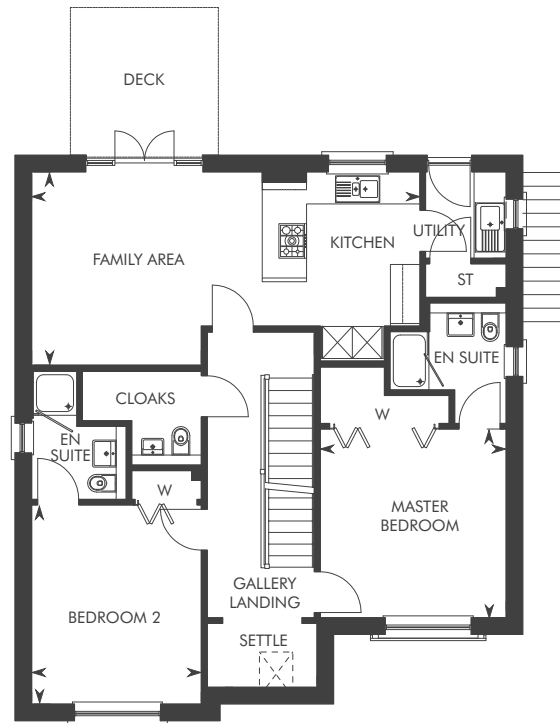 DECK
FAMILY AREA
KITCHEN
UTILITY
ST
EN SUITE
CLOAKS
W
EN
SUITE
W
MASTER
BEDROOM
GALLERY
LANDING
BEDROOM 2
SETTLE